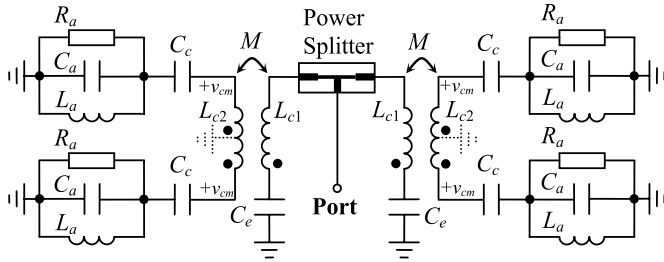 R_a M Power Splitter M R_a
C_a C_c C_c C_a
+v_cm +v_cm
L_a L_c2 L_c1 L_c1 L_c2 L_a
R_a R_a
C_a C_c +v_cm Port +v_cm C_c C_a
L_a C_e C_e L_a